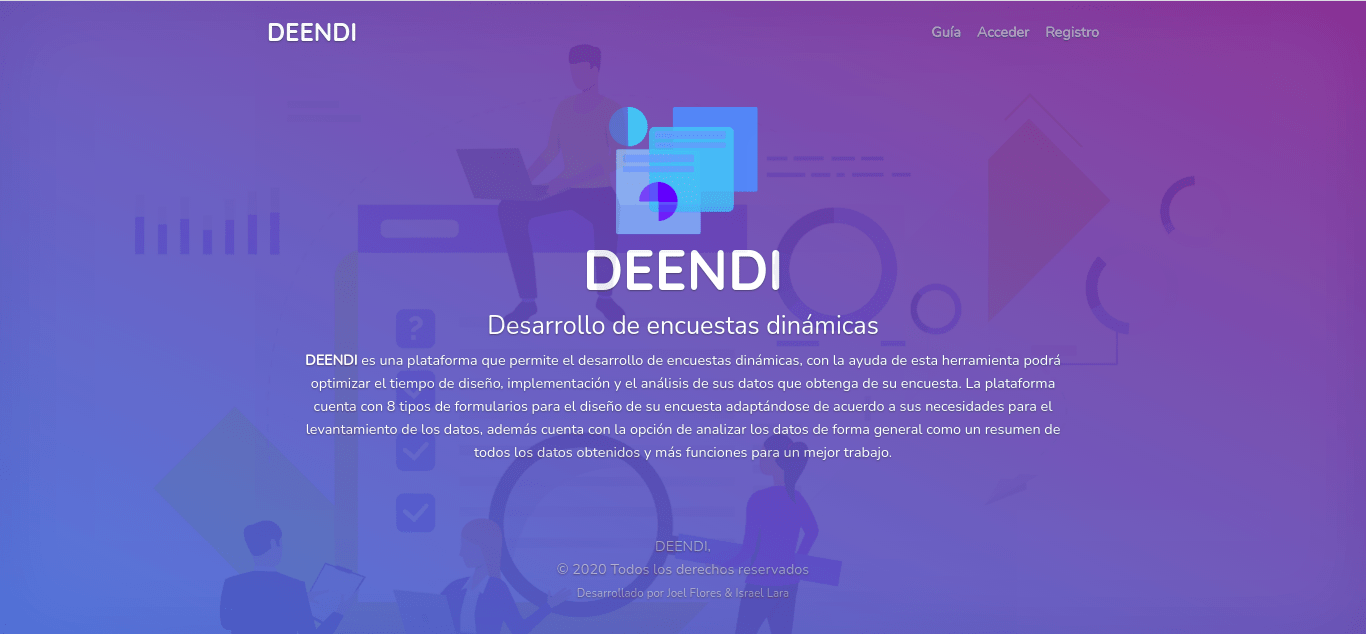 DEENDI
Guía Acceder Registro
DEENDI
Desarrollo de encuestas dinámicas
DEENDI es una plataforma que permite el desarrollo de encuestas dinámicas, con la ayuda de esta herramienta podrá
optimizar el tiempo de diseño, implementación y el análisis de sus datos que obtenga de su encuesta. La plataforma
cuenta con 8 tipos de formularios para el diseño de su encuesta adaptándose de acuerdo a sus necesidades para el
levantamiento de los datos, además cuenta con la opción de analizar los datos de forma general como un resumen de
todos los datos obtenidos y más funciones para un mejor trabajo.
?
DEENDI,
© 2020 Todos los derechos reservados
Desarrollado por Joel Flores & Israel Lara